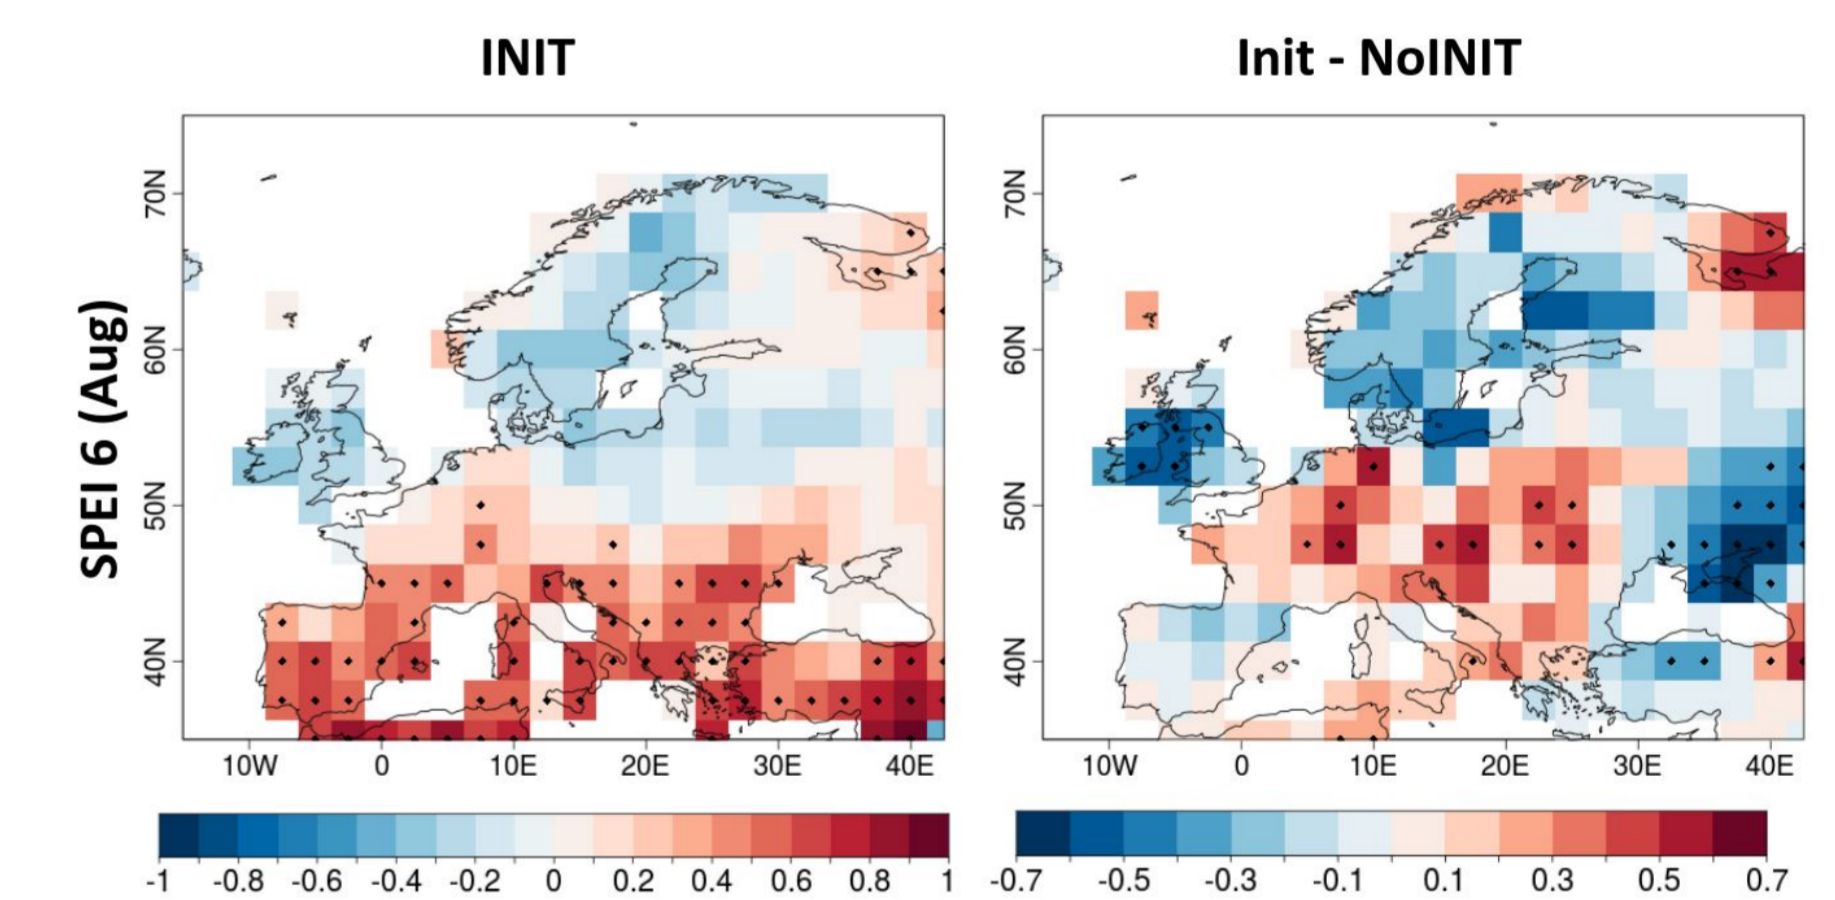 INIT
Init - NoINIT
SPEI 6 (Aug)
70N
60N
50N
40N
10W 0 10E 20E 30E 40E
70N
60N
50N
40N
10W 0 10E 20E 30E 40E
-1 -0.8 -0.6 -0.4 -0.2 0 0.2 0.4 0.6 0.8 1
-0.7 -0.5 -0.3 -0.1 0.1 0.3 0.5 0.7